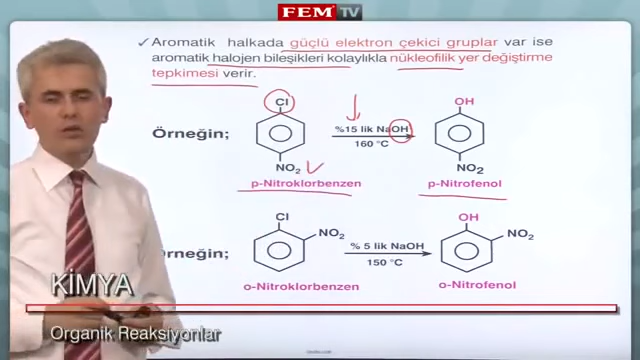 FEM TV
✓ Aromatik halkada güçlü elektron çekici gruplar var ise
aromatik halojen bileşikleri kolaylıkla nükleofilik yer değiştirme
tepkimesi verir.
Cl
OH
Örneğin;
%15 lik NaOH
160 °C
NO₂
NO₂
p-Nitroklorbenzen
p-Nitrofenol
Cl
OH
NO₂
NO₂
rneğin;
% 5 lik NaOH
150 °C
o-Nitroklorbenzen
o-Nitrofenol
KİMYA
Organik Reaksiyonlar